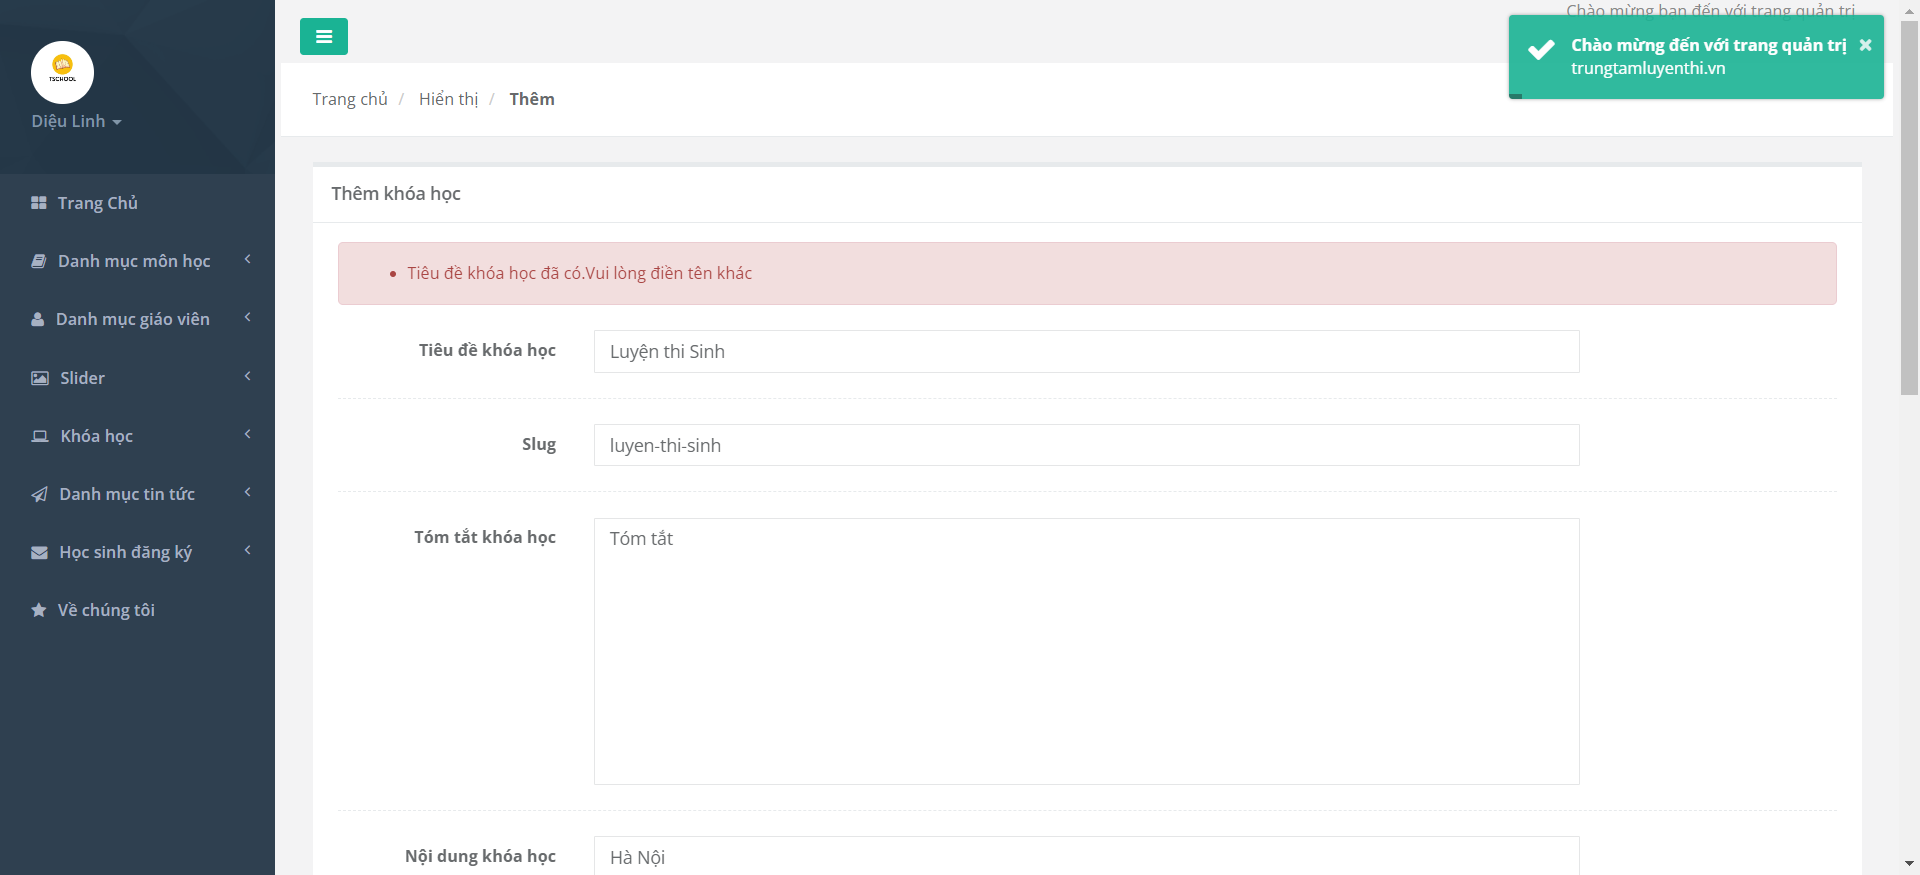 Chào mừng bạn đến với trang quản trị
Chào mừng đến với trang quản trị
trungtamluyenthi.vn
TSCHOOL
Diệu Linh
Trang Chủ
Danh mục môn học
Danh mục giáo viên
Slider
Khóa học
Danh mục tin tức
Học sinh đăng ký
Về chúng tôi
Trang chủ / Hiển thị / Thêm
Thêm khóa học
Tiêu đề khóa học đã có.Vui lòng điền tên khác
Tiêu đề khóa học
Luyện thi Sinh
Slug
luyen-thi-sinh
Tóm tắt khóa học
Tóm tắt
Nội dung khóa học
Hà Nội